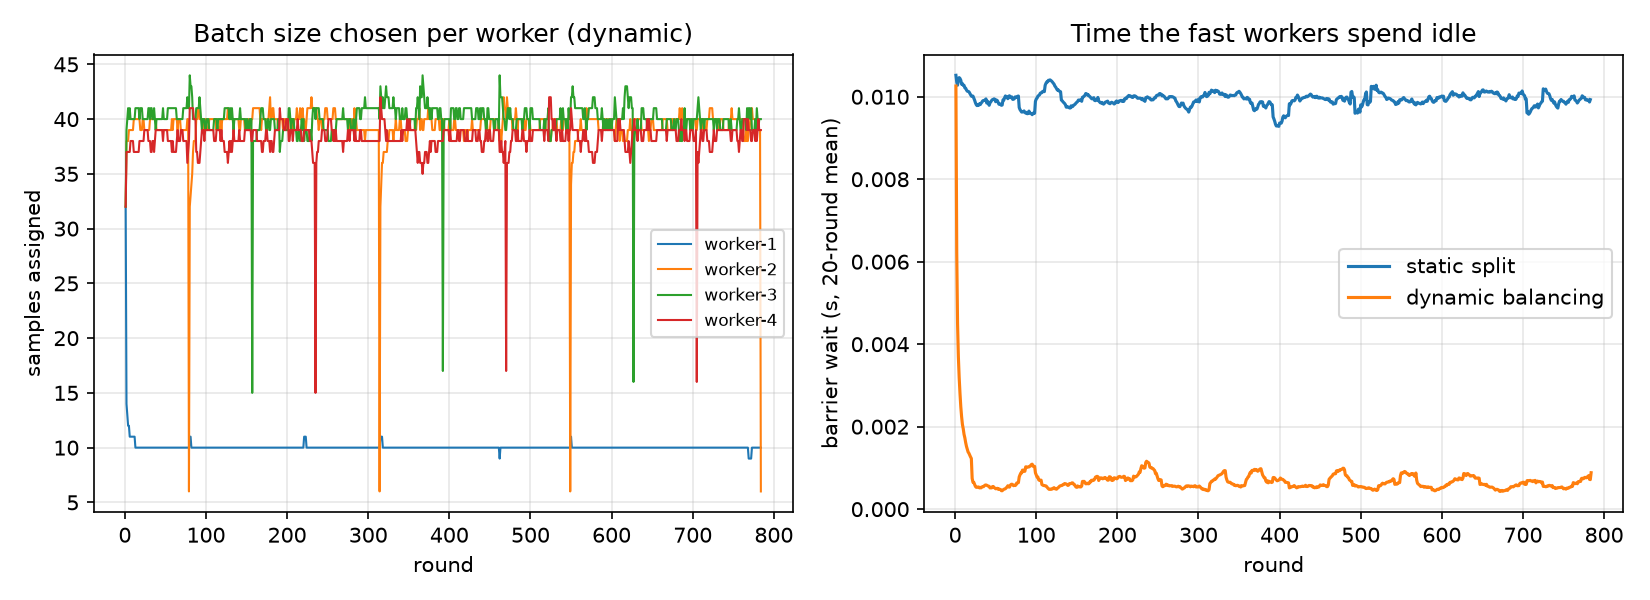 Batch size chosen per worker (dynamic)
samples assigned
45
40
35
30
25
20
15
10
5
worker-1
worker-2
worker-3
worker-4
0 100 200 300 400 500 600 700 800
round
Time the fast workers spend idle
barrier wait (s, 20-round mean)
0.010
0.008
0.006
0.004
0.002
0.000
static split
dynamic balancing
0 100 200 300 400 500 600 700 800
round